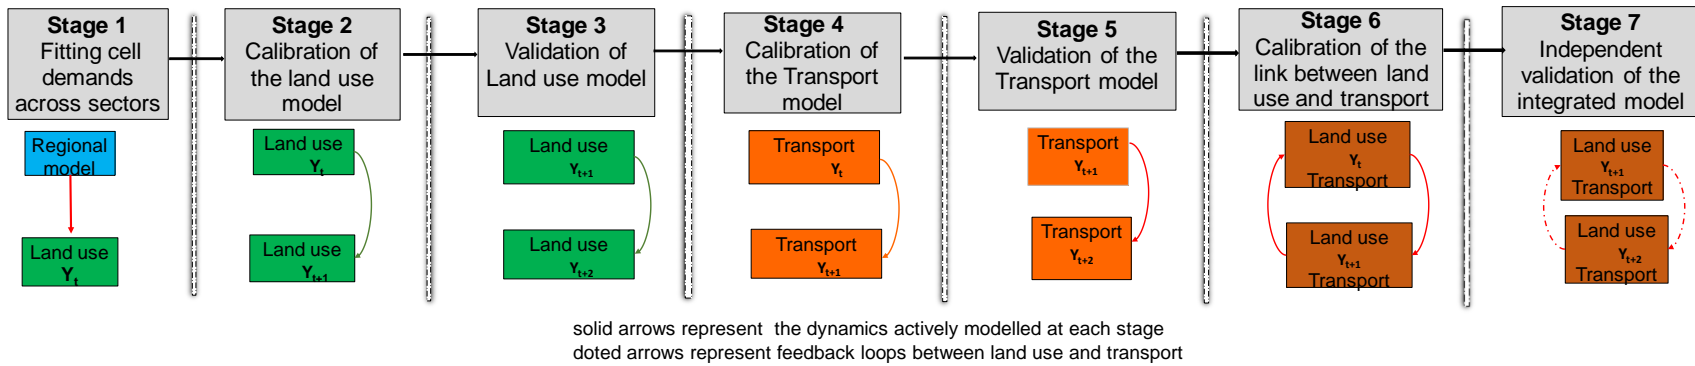 Stage 1
Fitting cell
demands
across sectors
Regional
model
Land use
Yt
Stage 2
Calibration of
the land use
model
Land use
Yt
Land use
Yt+1
Stage 3
Validation of
Land use model
Land use
Yt+1
Land use
Yt+2
Stage 4
Calibration of
the Transport
model
Transport
Yt
Transport
Yt+1
Stage 5
Validation of the
Transport model
Transport
Yt+1
Transport
Yt+2
Stage 6
Calibration of the
link between land
use and transport
Land use
Yt
Transport
Land use
Yt+1
Transport
Stage 7
Independent
validation of the
integrated model
Land use
Yt+1
Transport
Land use
Yt+2
Transport
solid arrows represent the dynamics actively modelled at each stage
doted arrows represent feedback loops between land use and transport